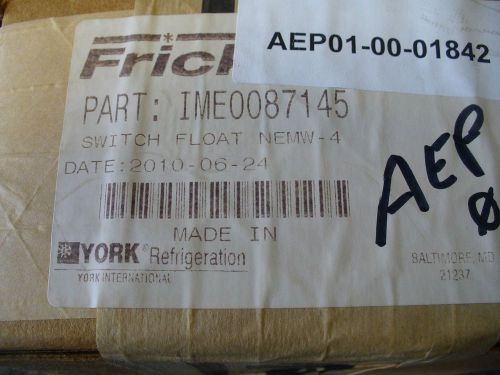 Frick
AEP01-00-01842
PART: IME0087145
SWITCH FLOAT NEMW-4
DATE:2010-06-24
AEP
Ø
MADE IN
YORK® Refrigeration
YORK INTERNATIONAL
BALTIMORE, MD
21237